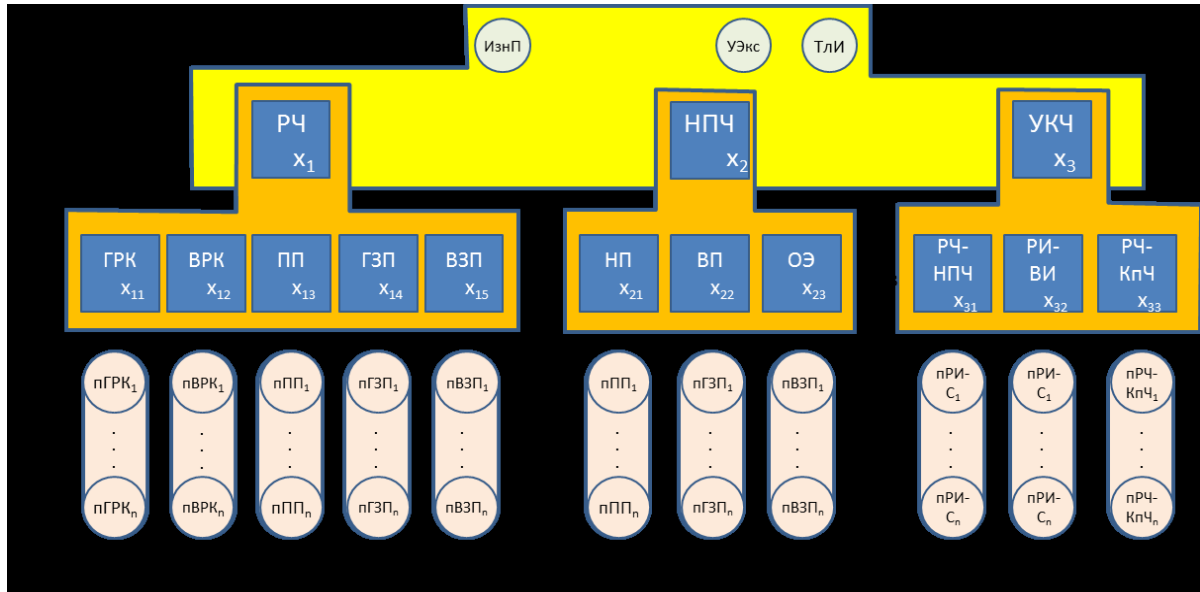 ИзнП УЭкс ТлИ
РЧ НПЧ УКЧ
x₁ x₂ x₃
ГРК ВРК ПП ГЗП ВЗП НП ВП ОЭ РЧ- РИ- РЧ-
НПЧ ВИ КпЧ
x₁₁ x₁₂ x₁₃ x₁₄ x₁₅ x₂₁ x₂₂ x₂₃ x₃₁ x₃₂ x₃₃
пГРК₁ пВРК₁ пПП₁ пГЗП₁ пВЗП₁ пПП₁ пГЗП₁ пВЗП₁ пРИ- пРИ- пРЧ-
С₁ С₁ КпЧ₁
. . . . . . . . . . .
. . . . . . . . . . .
. . . . . . . . . . .
пГРКₙ пВРКₙ пППₙ пГЗПₙ пВЗПₙ пППₙ пГЗПₙ пВЗПₙ пРИ- пРИ- пРЧ-
Сₙ Сₙ КпЧₙ